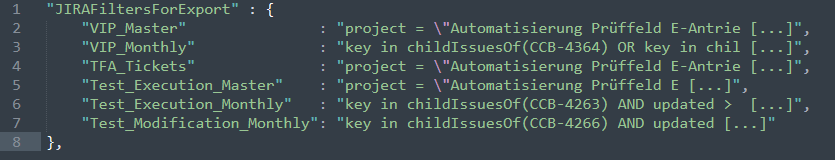 1 "JIRAFiltersForExport" : {
2 "VIP_Master" : "project = \"Automatisierung Prüffeld E-Antrie [...]",
3 "VIP_Monthly" : "key in childIssuesOf(CCB-4364) OR key in chil [...]",
4 "TFA_Tickets" : "project = \"Automatisierung Prüffeld E-Antrie [...]",
5 "Test_Execution_Master" : "project = \"Automatisierung Prüffeld E [...]",
6 "Test_Execution_Monthly" : "key in childIssuesOf(CCB-4263) AND updated > [...]",
7 "Test_Modification_Monthly": "key in childIssuesOf(CCB-4266) AND updated [...]"
8 },